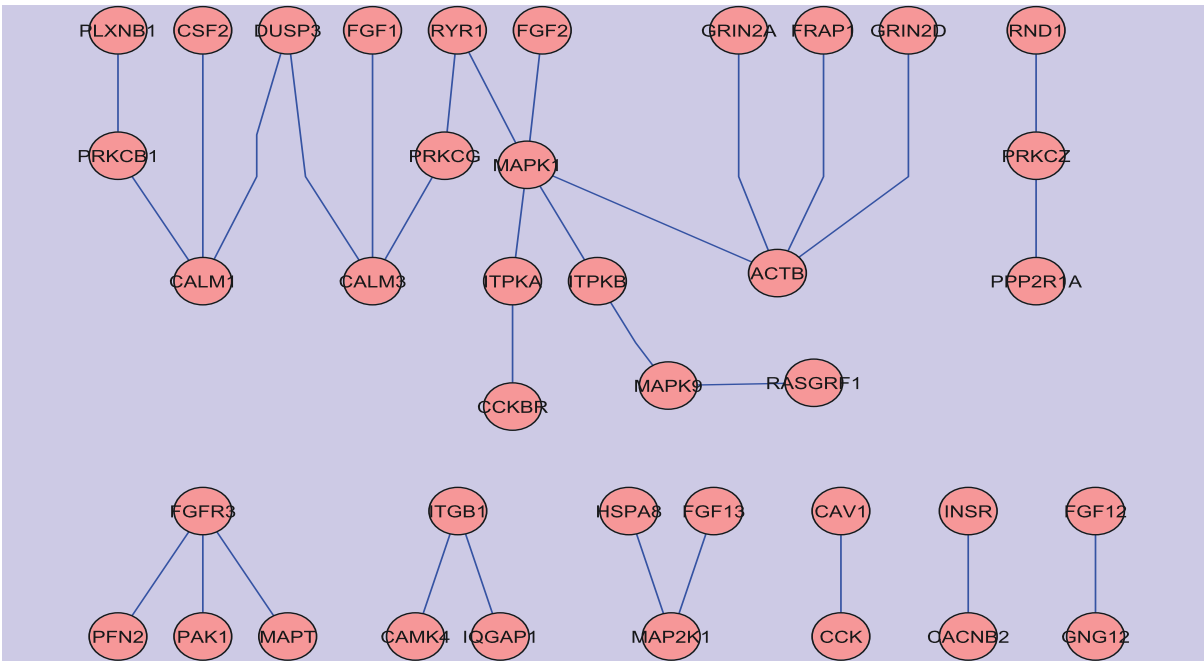 PLXNB1 CSF2 DUSP3 FGF1 RYR1 FGF2 GRIN2A FRAP1 GRIN2D RND1
PRKCB1 PRKCG MAPK1 PRKCZ
CALM1 CALM3 ITPKA ITPKB ACTB PPP2R1A
MAPK9 RASGRF1
CCKBR
FGFR3 ITGB1 HSPA8 FGF13 CAV1 INSR FGF12
PFN2 PAK1 MAPT CAMK4 IQGAP1 MAP2K1 CCK CACNB2 GNG12